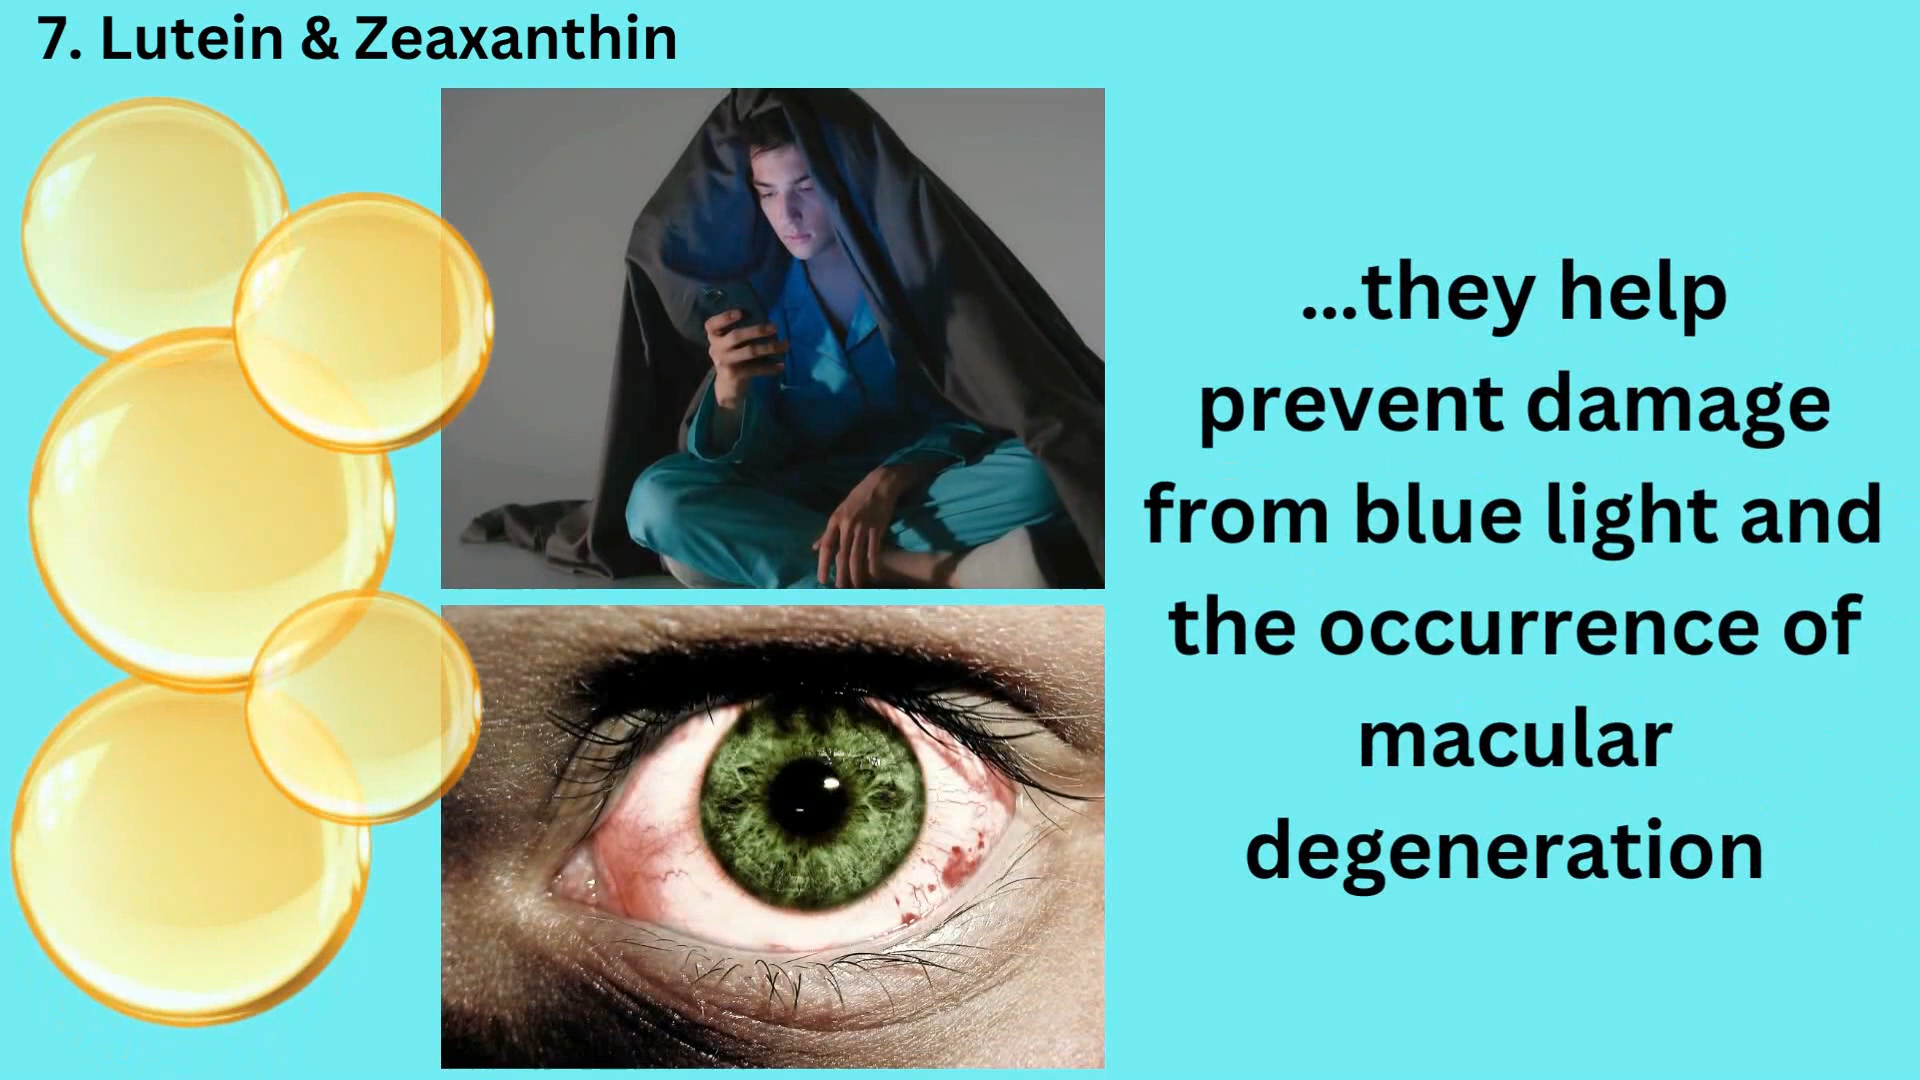 7. Lutein & Zeaxanthin
...they help
prevent damage
from blue light and
the occurrence of
macular
degeneration